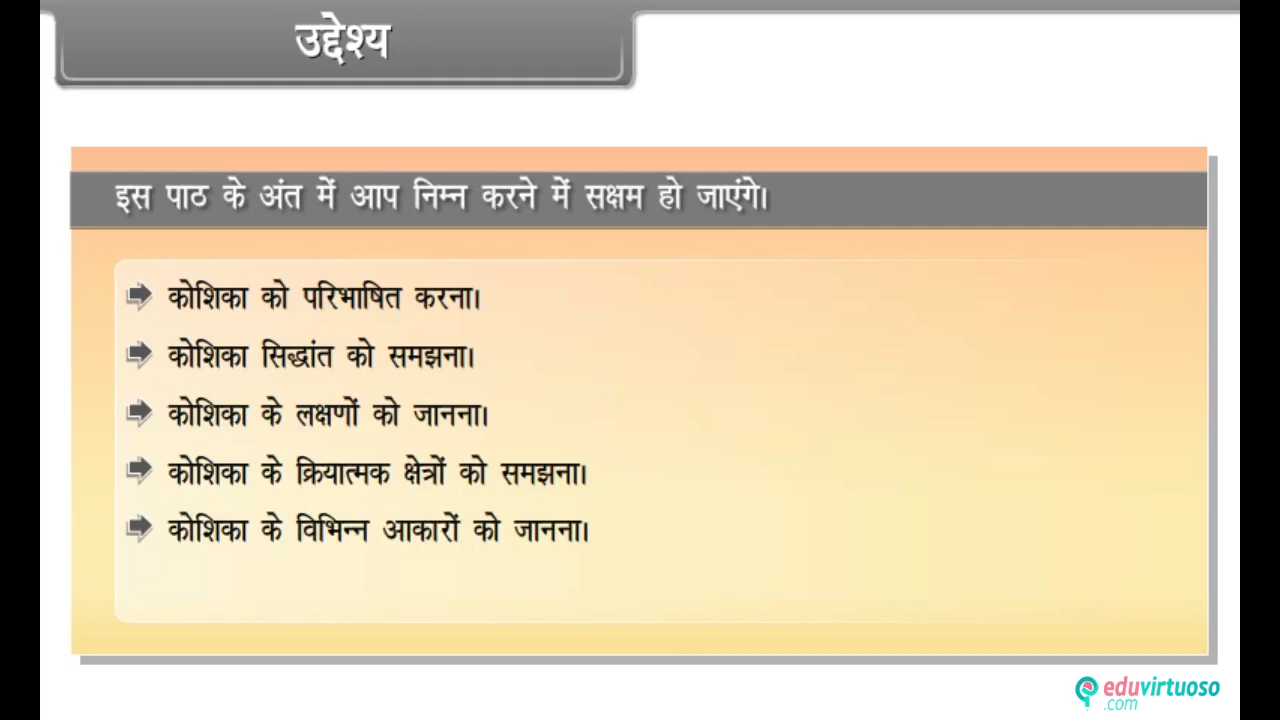 उद्देश्य
इस पाठ के अंत में आप निम्न करने में सक्षम हो जाएंगे।
कोशिका को परिभाषित करना।
कोशिका सिद्धांत को समझना।
कोशिका के लक्षणों को जानना।
कोशिका के क्रियात्मक क्षेत्रों को समझना।
कोशिका के विभिन्न आकारों को जानना।
eduvirtuoso
.com